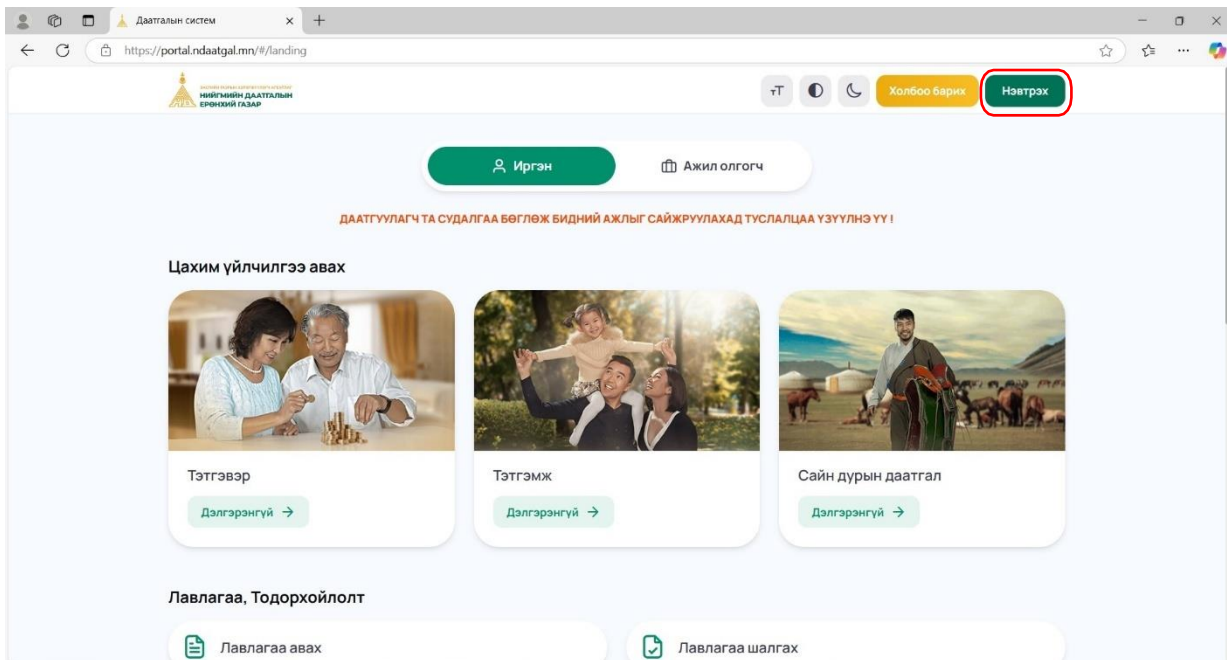 Даатгалын систем
https://portal.ndaatgal.mn/#/landing
НИЙГМИЙН ДААТГАЛЫН
ЕРӨНХИЙ ГАЗАР
тТ
Холбоо барих
Нэвтрэх
Иргэн
Ажил олгогч
ДААТГУУЛАГЧ ТА СУДАЛГАА БӨГЛӨЖ БИДНИЙ АЖЛЫГ САЙЖРУУЛАХАД ТУСЛАЛЦАА ҮЗҮҮЛНЭ ҮҮ !
Цахим үйлчилгээ авах
Тэтгэвэр
Тэтгэмж
Сайн дурын даатгал
Дэлгэрэнгүй →
Дэлгэрэнгүй →
Дэлгэрэнгүй →
Лавлагаа, Тодорхойлолт
Лавлагаа авах
Лавлагаа шалгах